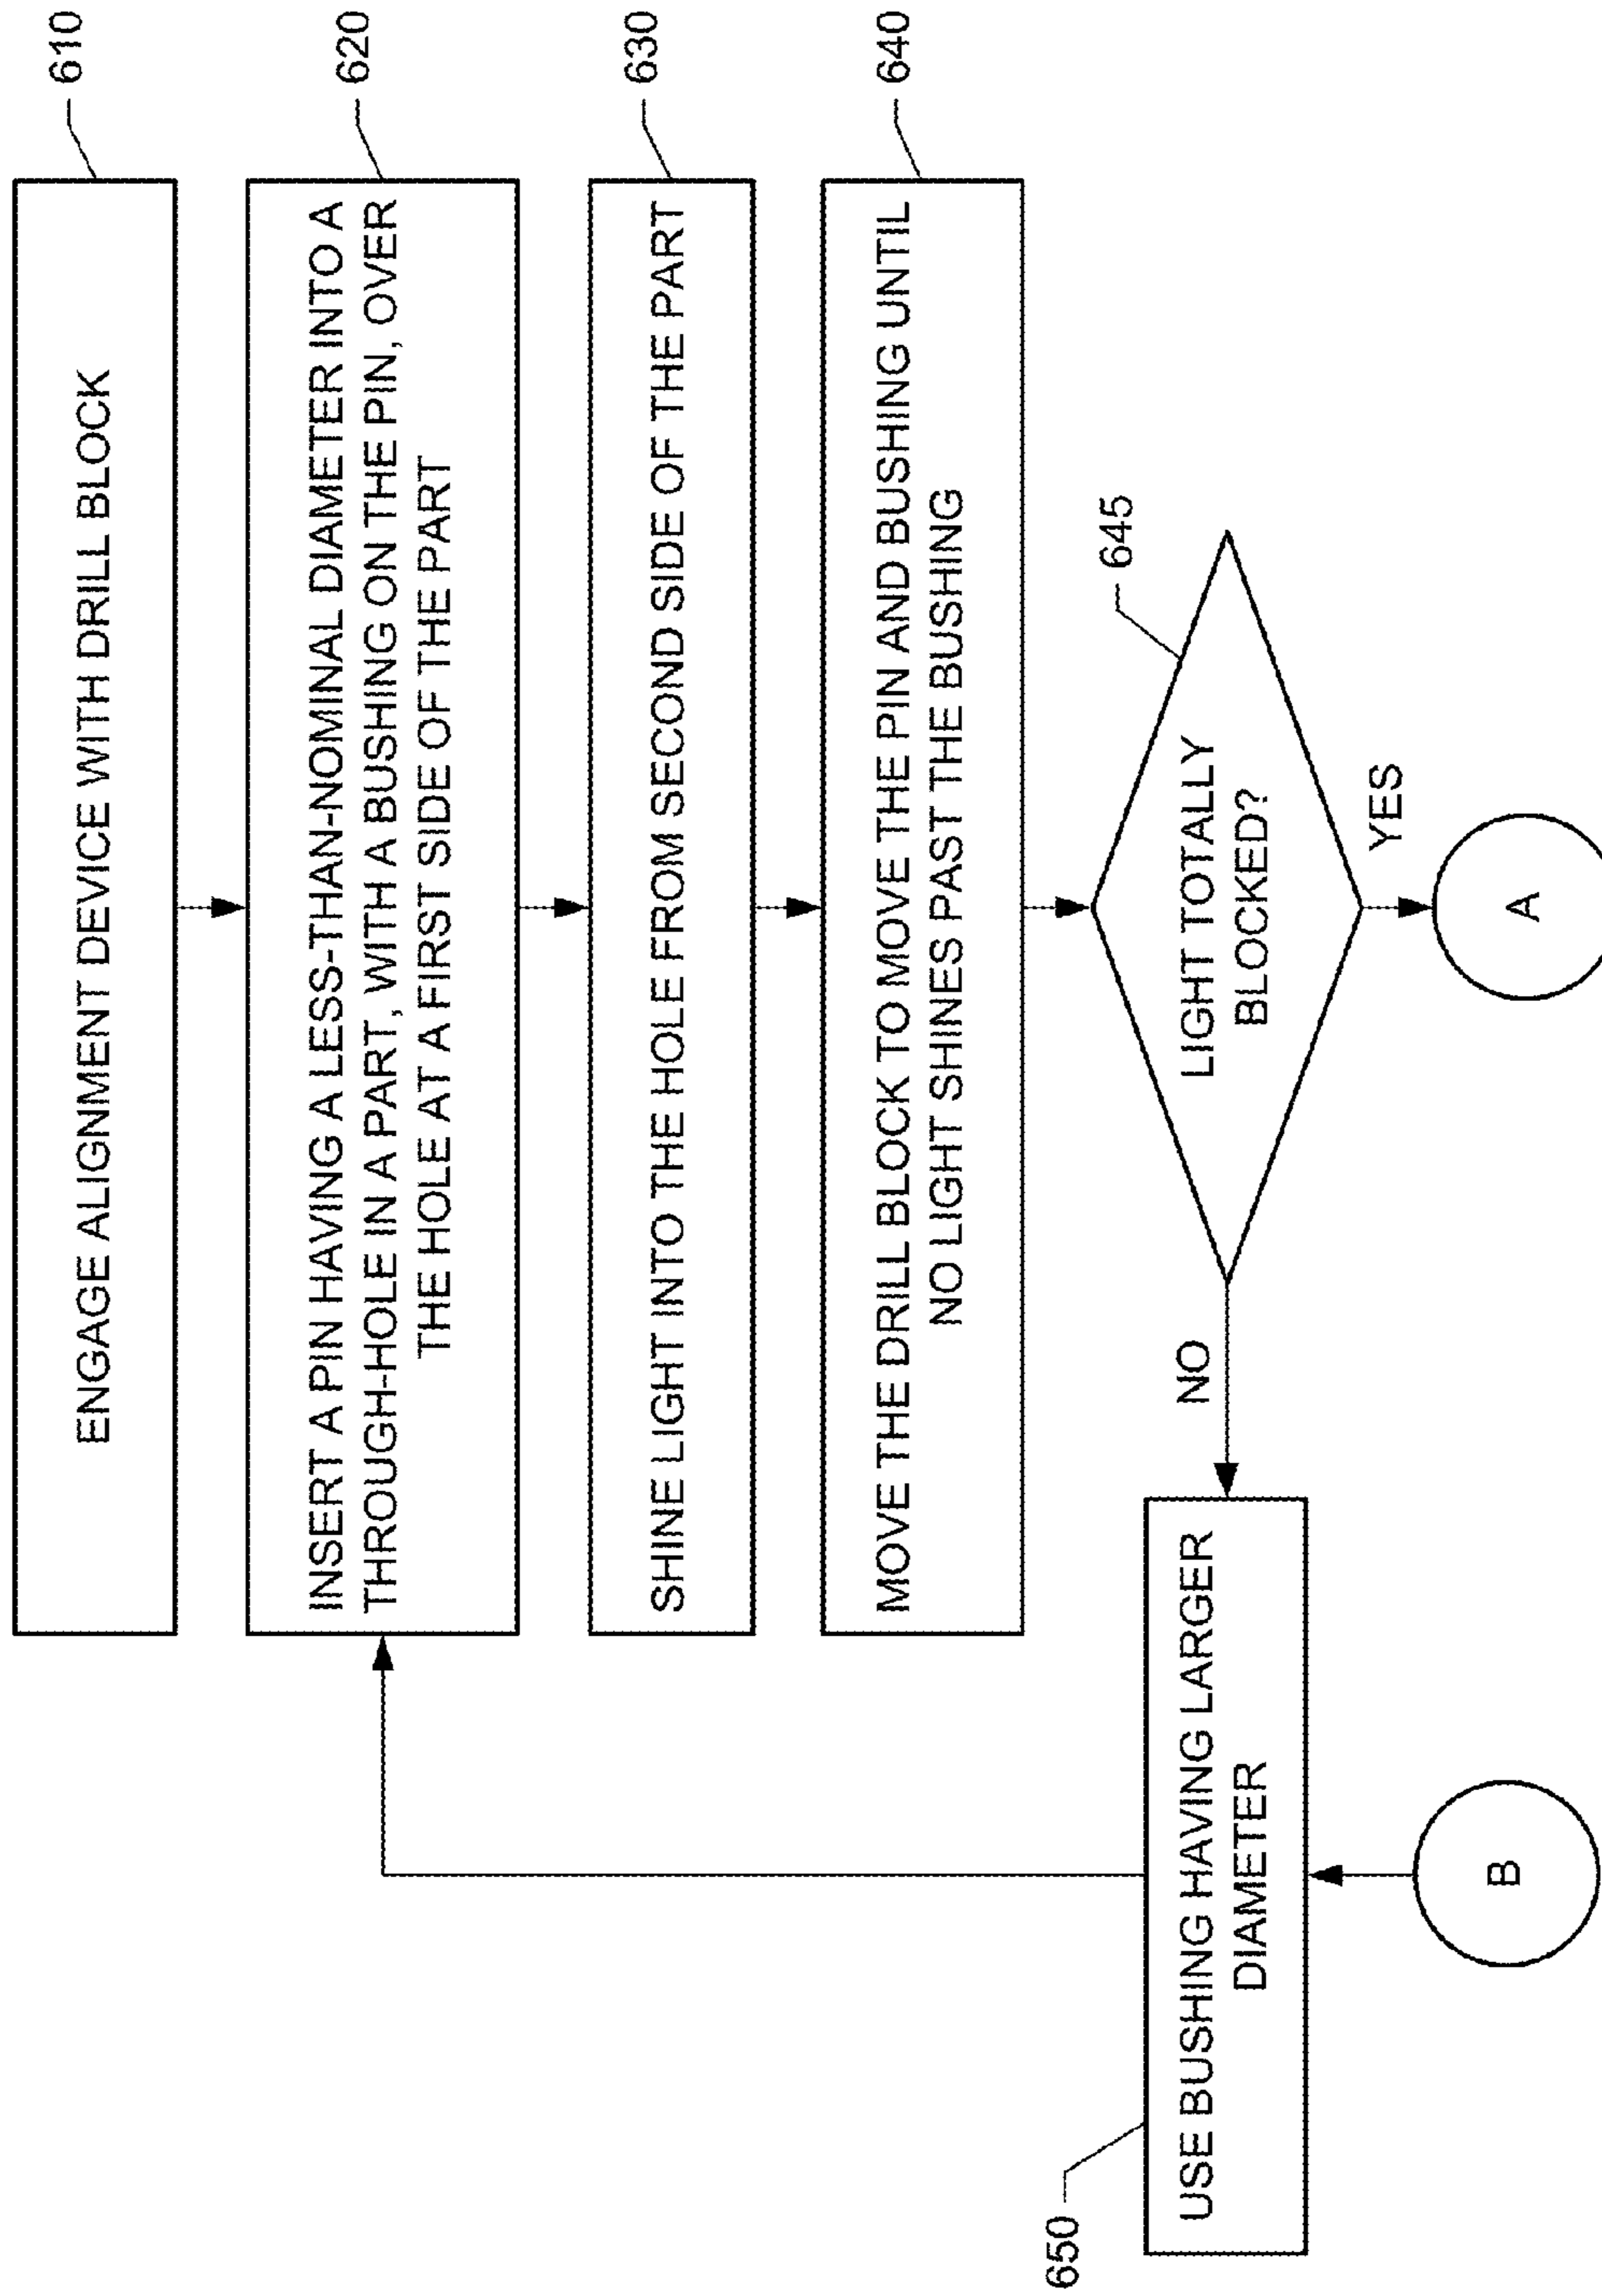 610
ENGAGE ALIGNMENT DEVICE WITH DRILL BLOCK
620
INSERT A PIN HAVING A LESS-THAN-NOMINAL DIAMETER INTO A
THROUGH-HOLE IN A PART, WITH A BUSHING ON THE PIN, OVER
THE HOLE AT A FIRST SIDE OF THE PART
630
SHINE LIGHT INTO THE HOLE FROM SECOND SIDE OF THE PART
640
MOVE THE DRILL BLOCK TO MOVE THE PIN AND BUSHING UNTIL
NO LIGHT SHINES PAST THE BUSHING
645
LIGHT TOTALLY
BLOCKED?
NO
YES
650
USE BUSHING HAVING LARGER
DIAMETER
A
B